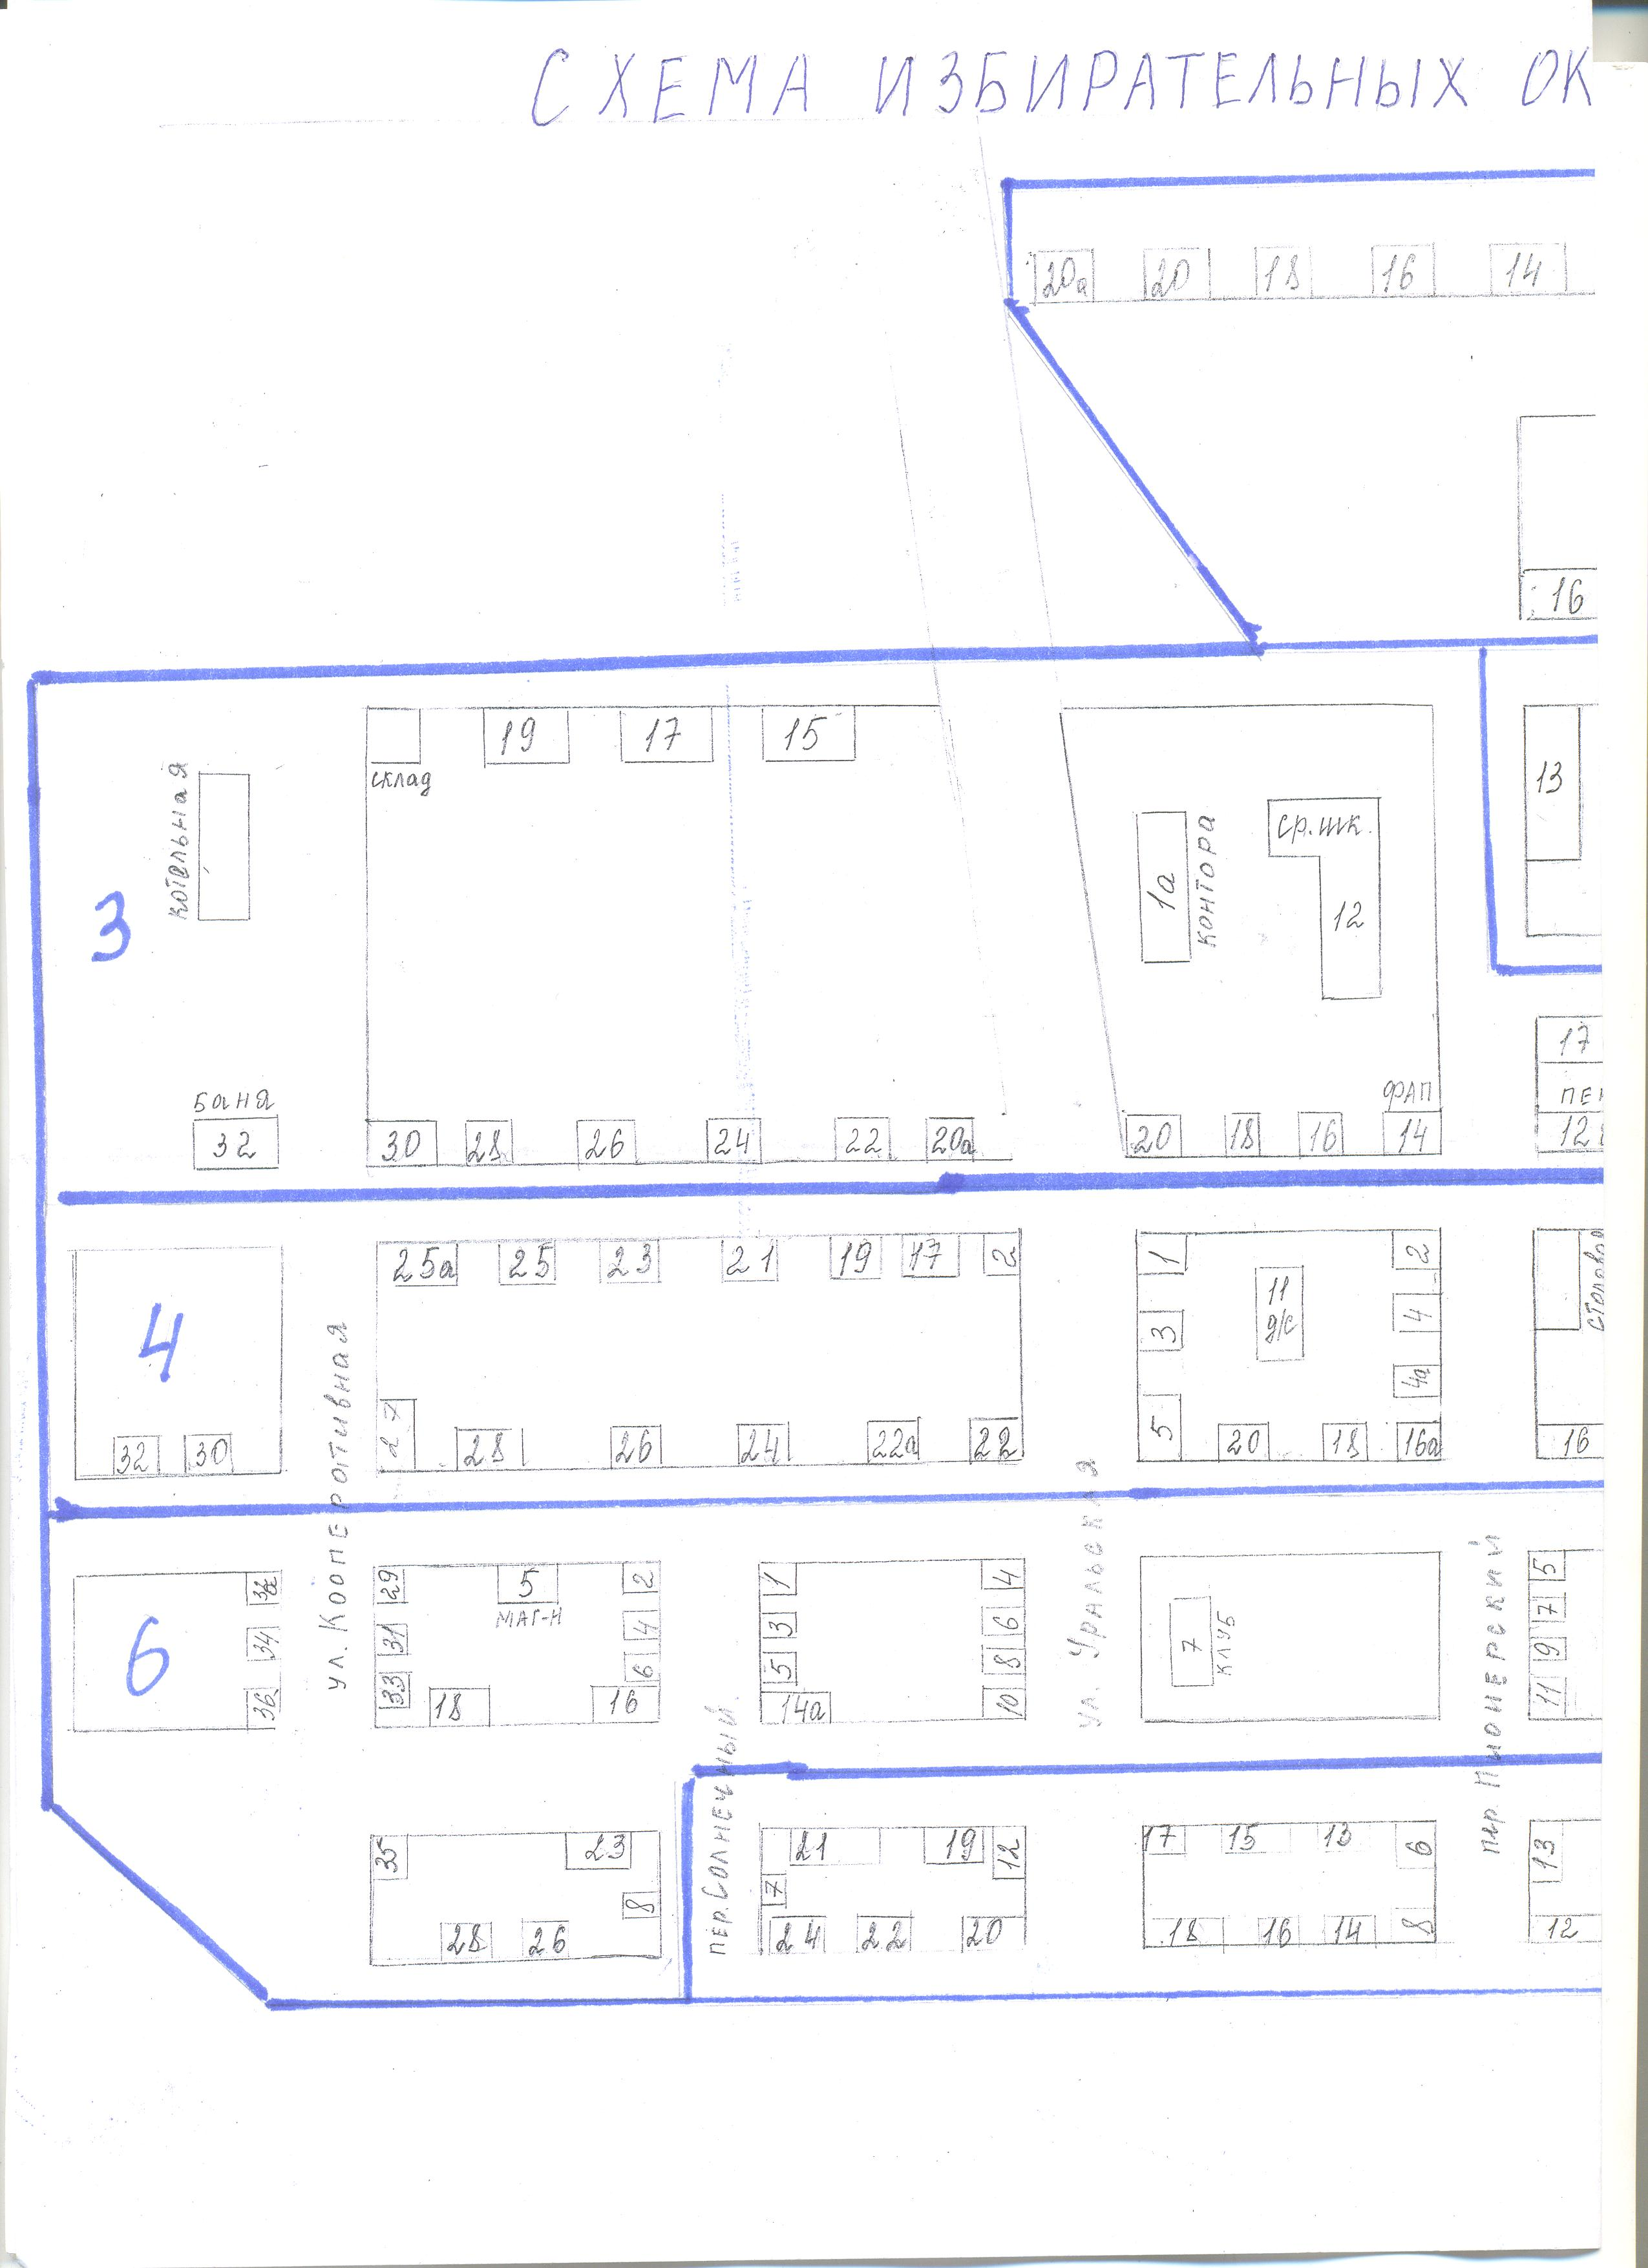 СХЕМА ИЗБИРАТЕЛЬНЫХ ОК
20а 20 18 16 14
16
19 17 15
склад
котельная
13
ср.шк.
1а
контора
12
3
17
баня
ФАП
ПЕ
32 30 28 26 24 22 20а 20 18 16 14 12
25а 25 23 21 19 17 2 1 2
11
д/с
3 4
столовая
4
4а
27 5
32 30 28 26 24 22а 22 20 18 16а 16
ул. Кооперотивная
ул. Уральская
пер. Пионерский
29 5 2 1 4 5
маг-н
34 31 4 3 6 7
7
клуб
6
6 5 8 9
36 33 18 16 14а 10 11
пер. Солнечный
35 23 21 19 12 17 15 13 6 13
8 7
28 26 24 22 20 18 16 14 8 12